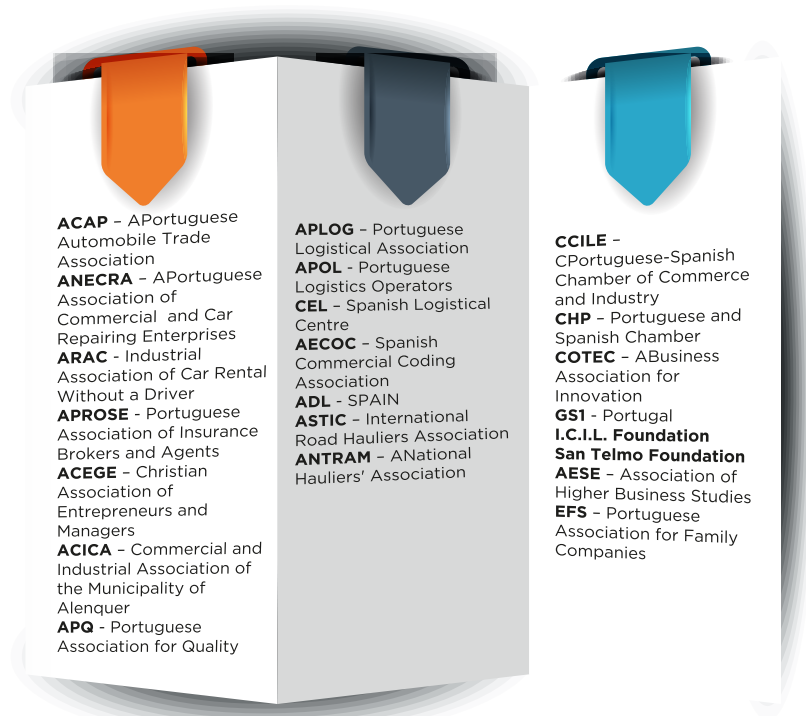 ACAP – APortuguese
Automobile Trade
Association
ANECRA – APortuguese
Association of
Commercial and Car
Repairing Enterprises
ARAC - Industrial
Association of Car Rental
Without a Driver
APROSE - Portuguese
Association of Insurance
Brokers and Agents
ACEGE – Christian
Association of
Entrepreneurs and
Managers
ACICA – Commercial and
Industrial Association of
the Municipality of
Alenquer
APQ - Portuguese
Association for Quality
APLOG – Portuguese
Logistical Association
APOL - Portuguese
Logistics Operators
CEL – Spanish Logistical
Centre
AECOC – Spanish
Commercial Coding
Association
ADL - SPAIN
ASTIC – International
Road Hauliers Association
ANTRAM – ANational
Hauliers' Association
CCILE –
CPortuguese-Spanish
Chamber of Commerce
and Industry
CHP – Portuguese and
Spanish Chamber
COTEC – ABusiness
Association for
Innovation
GS1 - Portugal
I.C.I.L. Foundation
San Telmo Foundation
AESE – Association of
Higher Business Studies
EFS – Portuguese
Association for Family
Companies